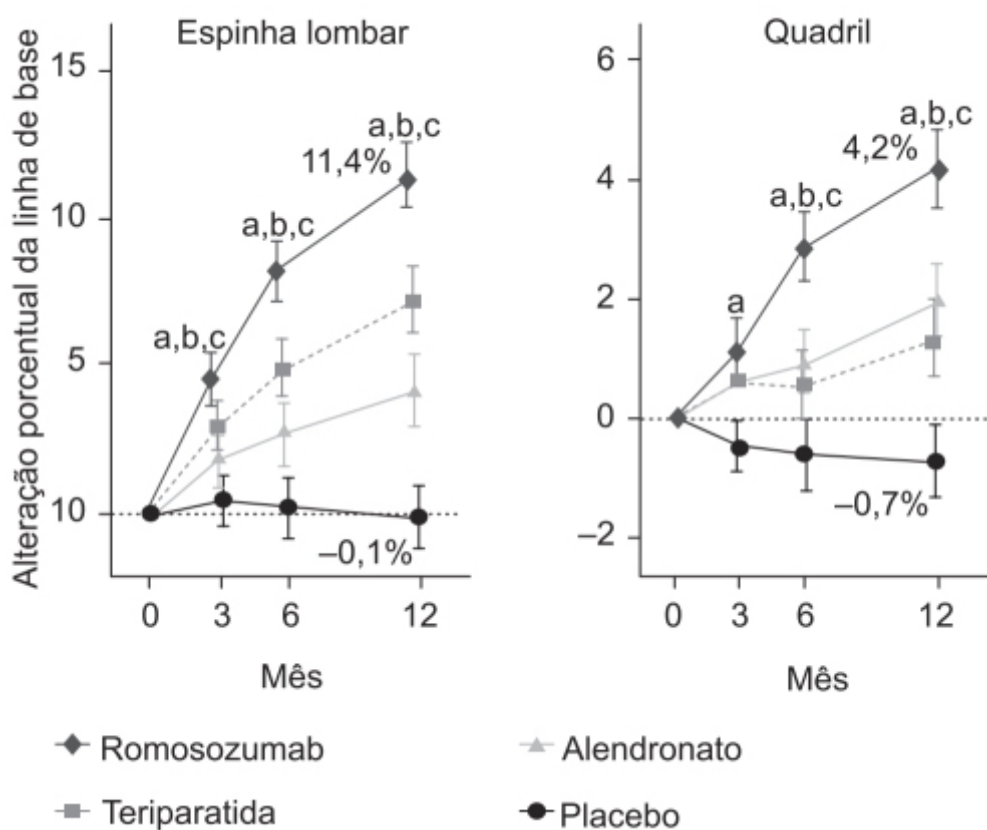 Alteração porcentual da linha de base
Espinha lombar
15
10
5
10
a,b,c
a,b,c
a,b,c
11,4%
–0,1%
0 3 6 12
Mês
Quadril
6
4
2
0
–2
a
a,b,c
a,b,c
4,2%
–0,7%
0 3 6 12
Mês
Romosozumab
Teriparatida
Alendronato
Placebo